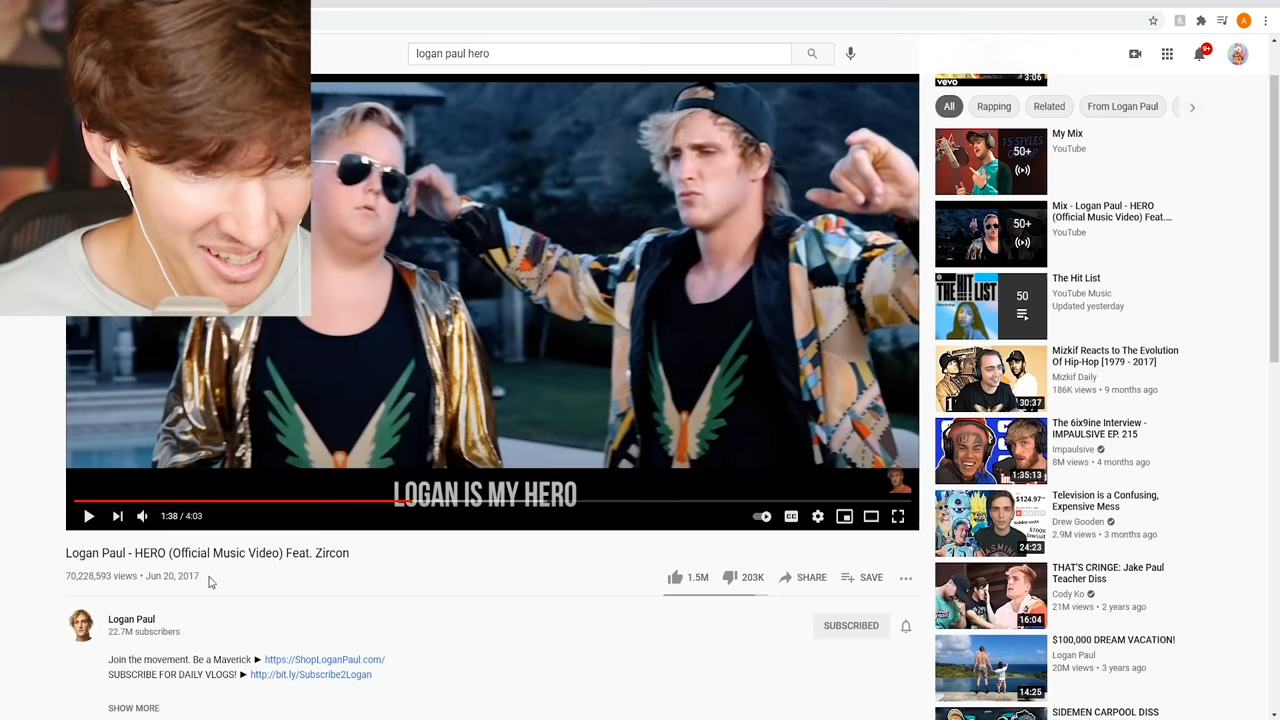 logan paul hero
9+
A
vevo
3:06
All
Rapping
Related
From Logan Paul
50+
My Mix
YouTube
50+
Mix - Logan Paul - HERO
(Official Music Video) Feat....
YouTube
THE HIT
LIST
50
The Hit List
YouTube Music
Updated yesterday
30:37
Mizkif Reacts to The Evolution
Of Hip-Hop [1979 - 2017]
Mizkif Daily
186K views • 9 months ago
1:35:13
The 6ix9ine Interview -
IMPAULSIVE EP. 215
Impaulsive
8M views • 4 months ago
$124.97
24:23
Television is a Confusing,
Expensive Mess
Drew Gooden
2.9M views • 3 months ago
16:04
THAT'S CRINGE: Jake Paul
Teacher Diss
Cody Ko
21M views • 2 years ago
14:25
$100,000 DREAM VACATION!
Logan Paul
20M views • 3 years ago
SIDEMEN CARPOOL DISS
LOGAN IS MY HERO
1:38 / 4:03
CC
Logan Paul - HERO (Official Music Video) Feat. Zircon
70,228,593 views • Jun 20, 2017
1.5M
203K
SHARE
SAVE
Logan Paul
22.7M subscribers
SUBSCRIBED
Join the movement. Be a Maverick ► https://ShopLoganPaul.com/
SUBSCRIBE FOR DAILY VLOGS! ► http://bit.ly/Subscribe2Logan
SHOW MORE